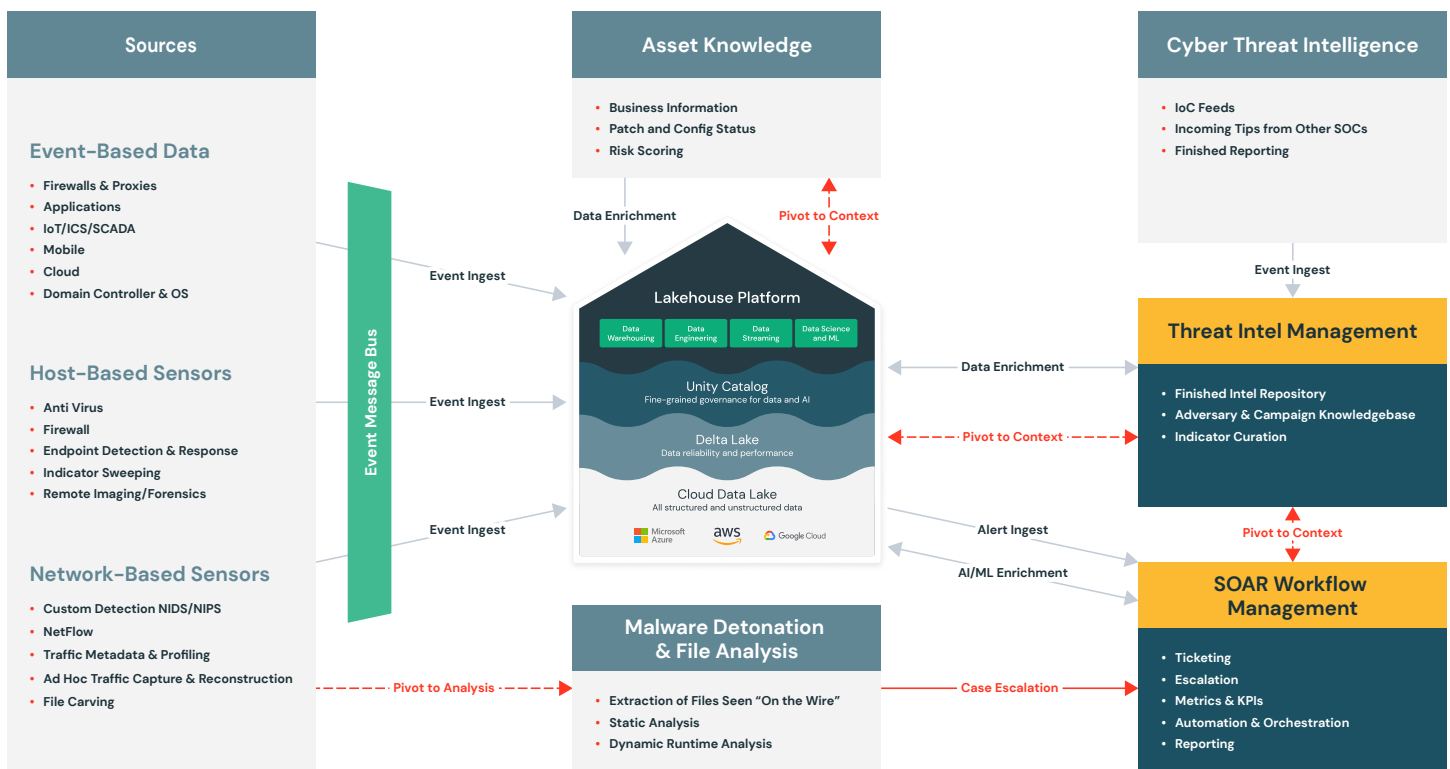 Sources
Event-Based Data
Firewalls & Proxies
Applications
IoT/ICS/SCADA
Mobile
Cloud
Domain Controller & OS
Host-Based Sensors
Anti Virus
Firewall
Endpoint Detection & Response
Indicator Sweeping
Remote Imaging/Forensics
Network-Based Sensors
Custom Detection NIDS/NIPS
NetFlow
Traffic Metadata & Profiling
Ad Hoc Traffic Capture & Reconstruction
File Carving
Event Message Bus
Event Ingest
Event Ingest
Event Ingest
Pivot to Analysis
Asset Knowledge
Business Information
Patch and Config Status
Risk Scoring
Data Enrichment
Pivot to Context
Lakehouse Platform
Data
Warehousing
Data
Engineering
Data
Streaming
Data Science
and ML
Unity Catalog
Fine-grained governance for data and AI
Delta Lake
Data reliability and performance
Cloud Data Lake
All structured and unstructured data
Microsoft
Azure
aws
Google Cloud
Malware Detonation
& File Analysis
Extraction of Files Seen “On the Wire”
Static Analysis
Dynamic Runtime Analysis
Data Enrichment
Pivot to Context
Alert Ingest
AI/ML Enrichment
Case Escalation
Cyber Threat Intelligence
IoC Feeds
Incoming Tips from Other SOCs
Finished Reporting
Event Ingest
Threat Intel Management
Finished Intel Repository
Adversary & Campaign Knowledgebase
Indicator Curation
Pivot to Context
SOAR Workflow
Management
Ticketing
Escalation
Metrics & KPIs
Automation & Orchestration
Reporting